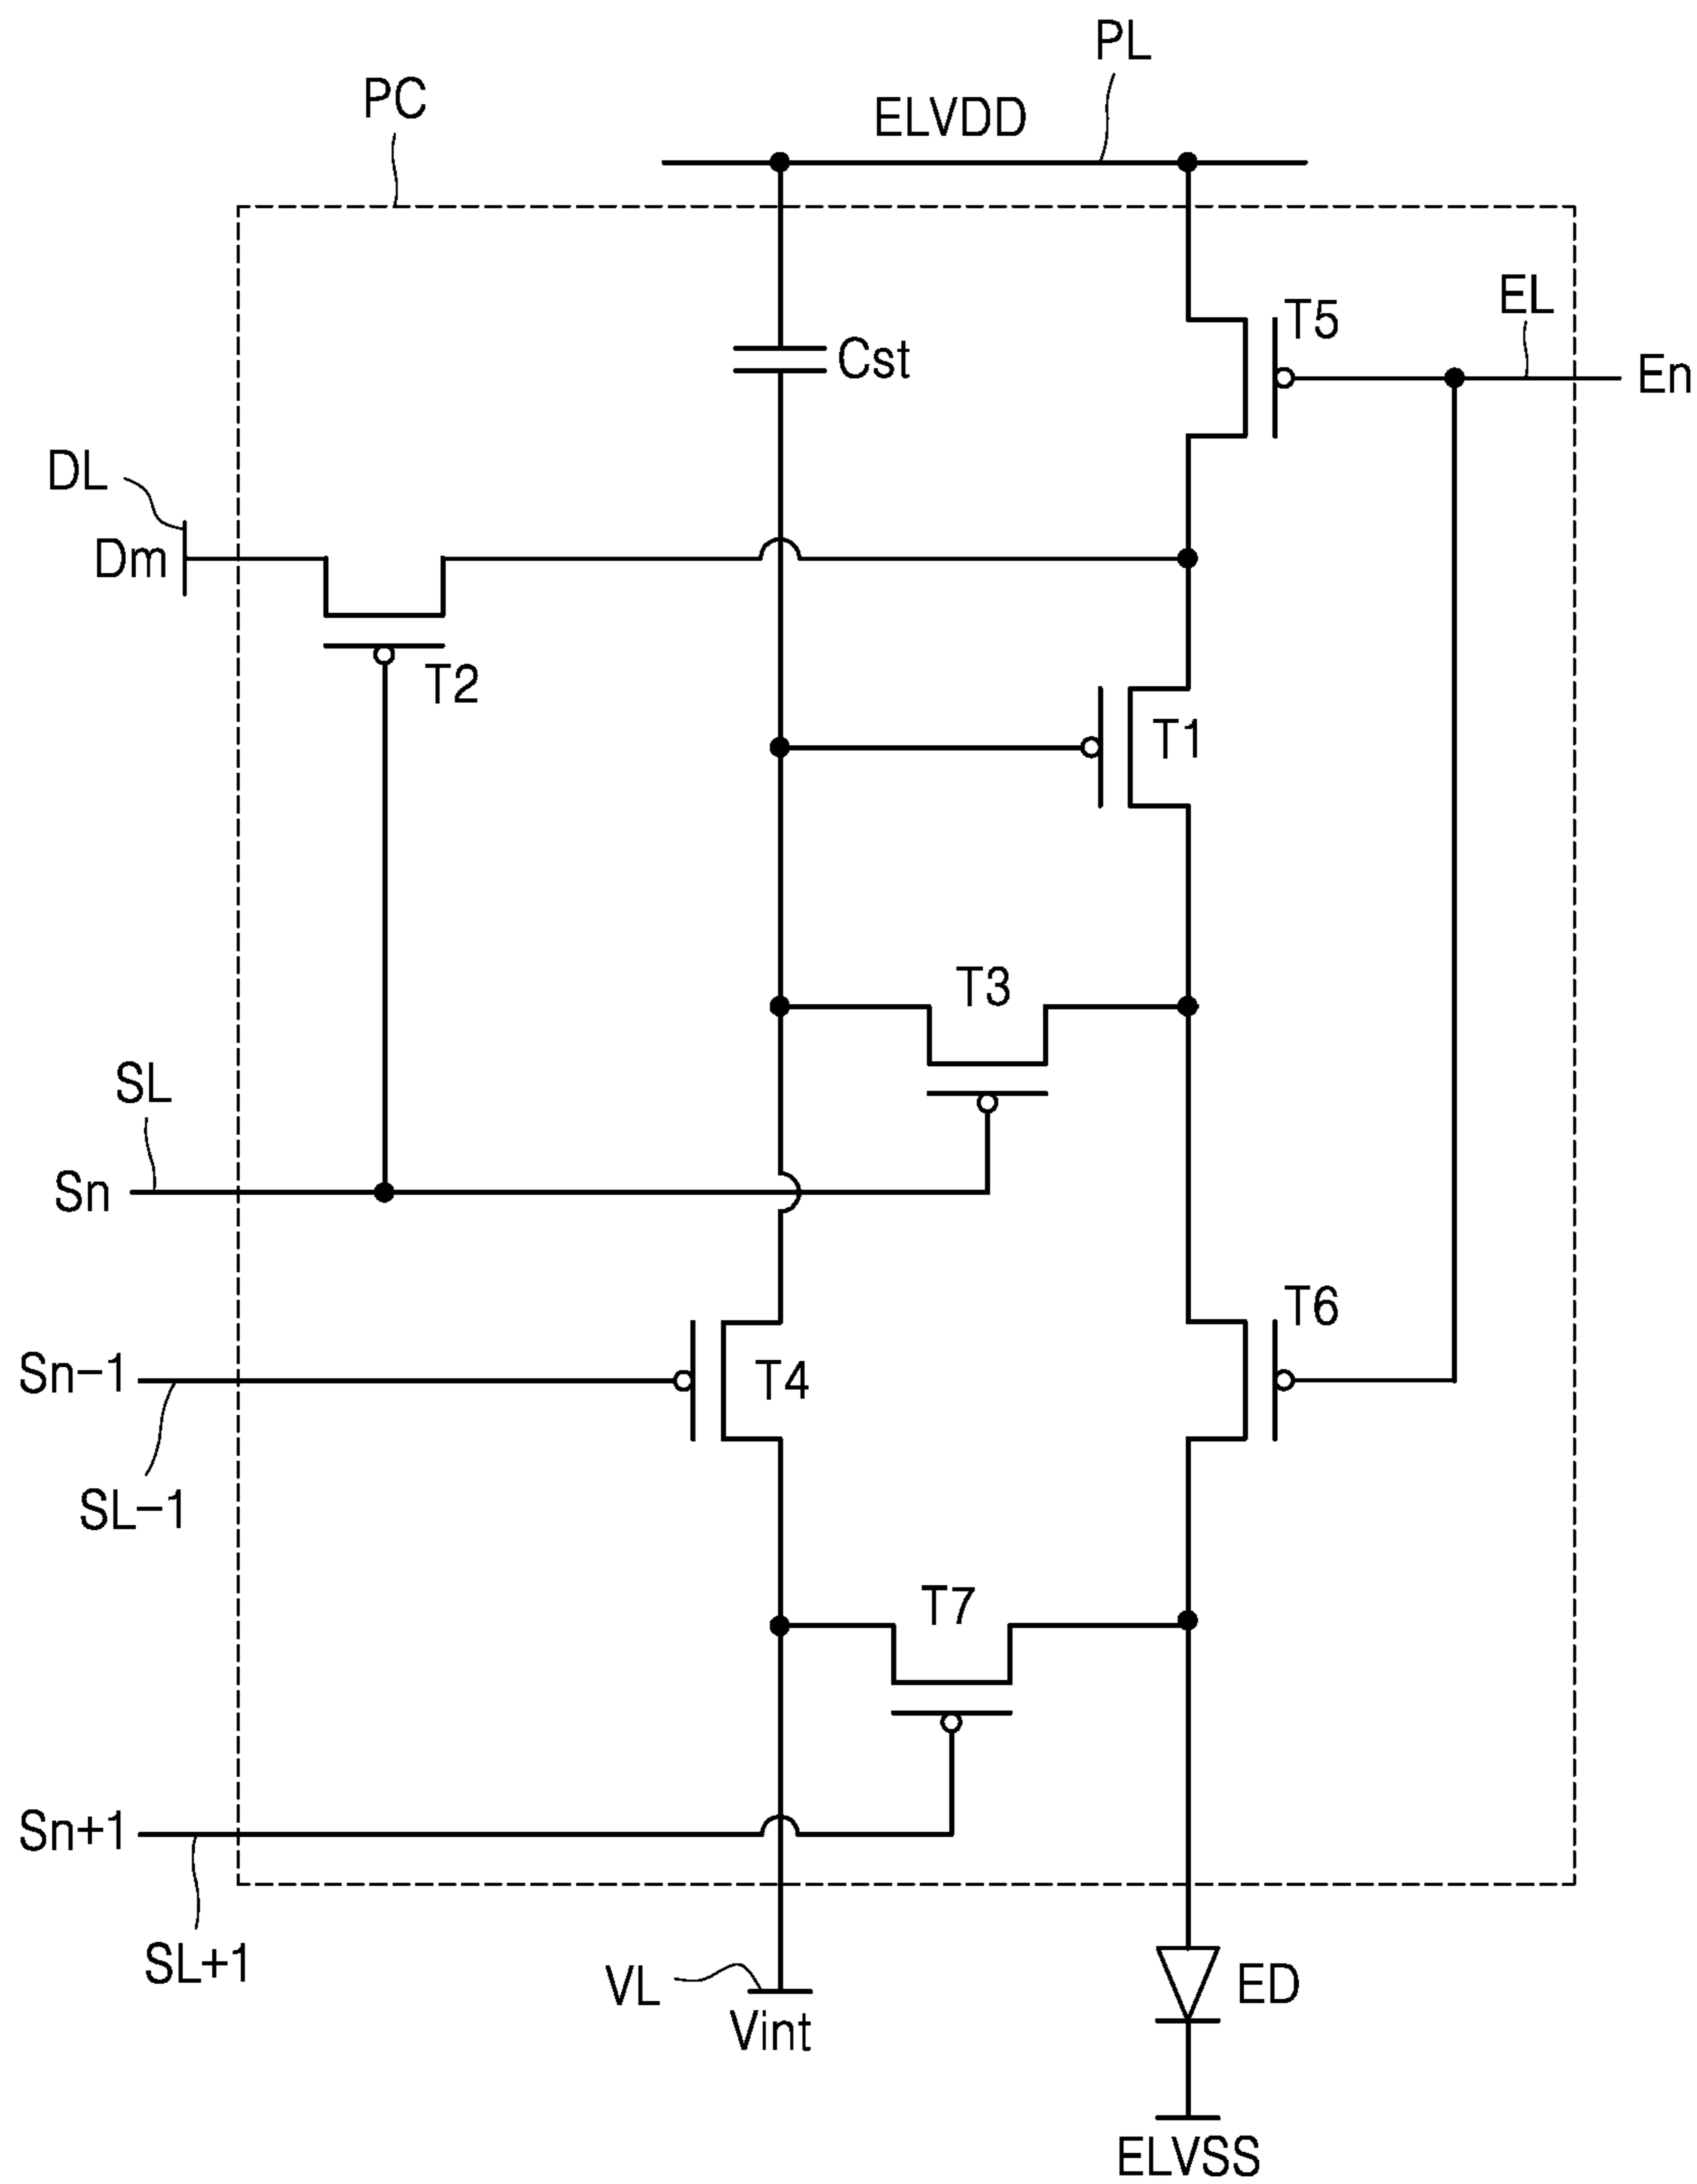 PL
PC
ELVDD
EL
T5
Cst
En
DL
Dm
T2
T1
T3
SL
Sn
T6
Sn-1
T4
SL-1
T7
Sn+1
SL+1
VL
ED
Vint
ELVSS